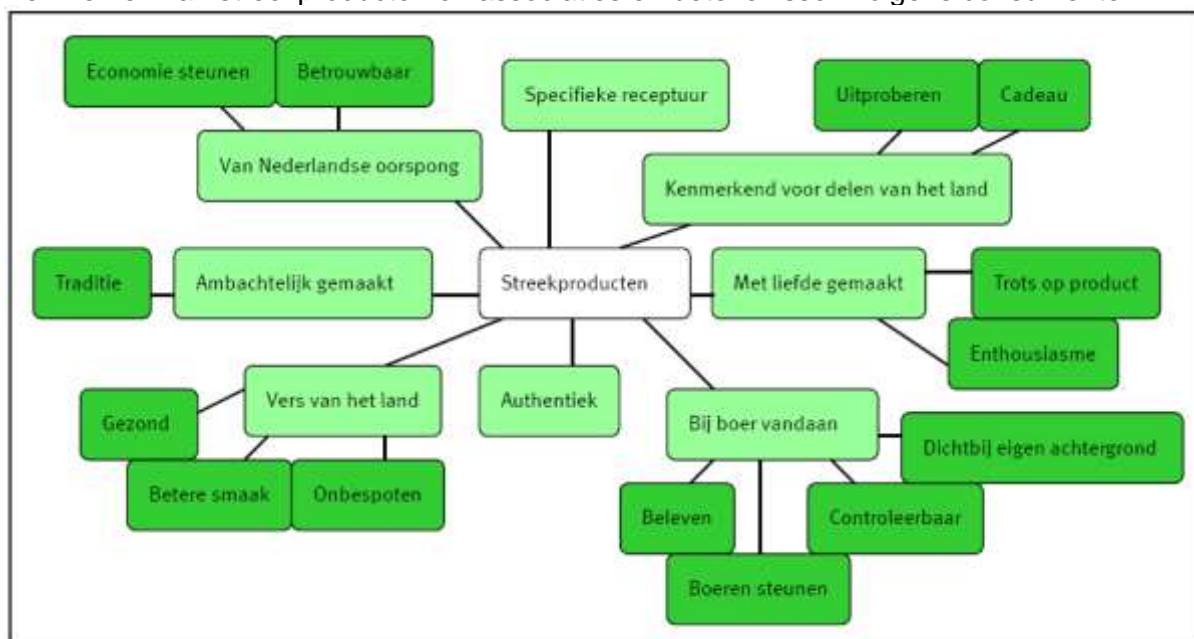 Economie steunen
Betrouwbaar
Specifieke receptuur
Uitproberen
Cadeau
Van Nederlandse oorspong
Kenmerkend voor delen van het land
Traditie
Ambachtelijk gemaakt
Streekproducten
Met liefde gemaakt
Trots op product
Enthousiasme
Vers van het land
Authentiek
Gezond
Bij boer vandaan
Dichtbij eigen achtergrond
Betere smaak
Onbespoten
Beleven
Controleerbaar
Boeren steunen